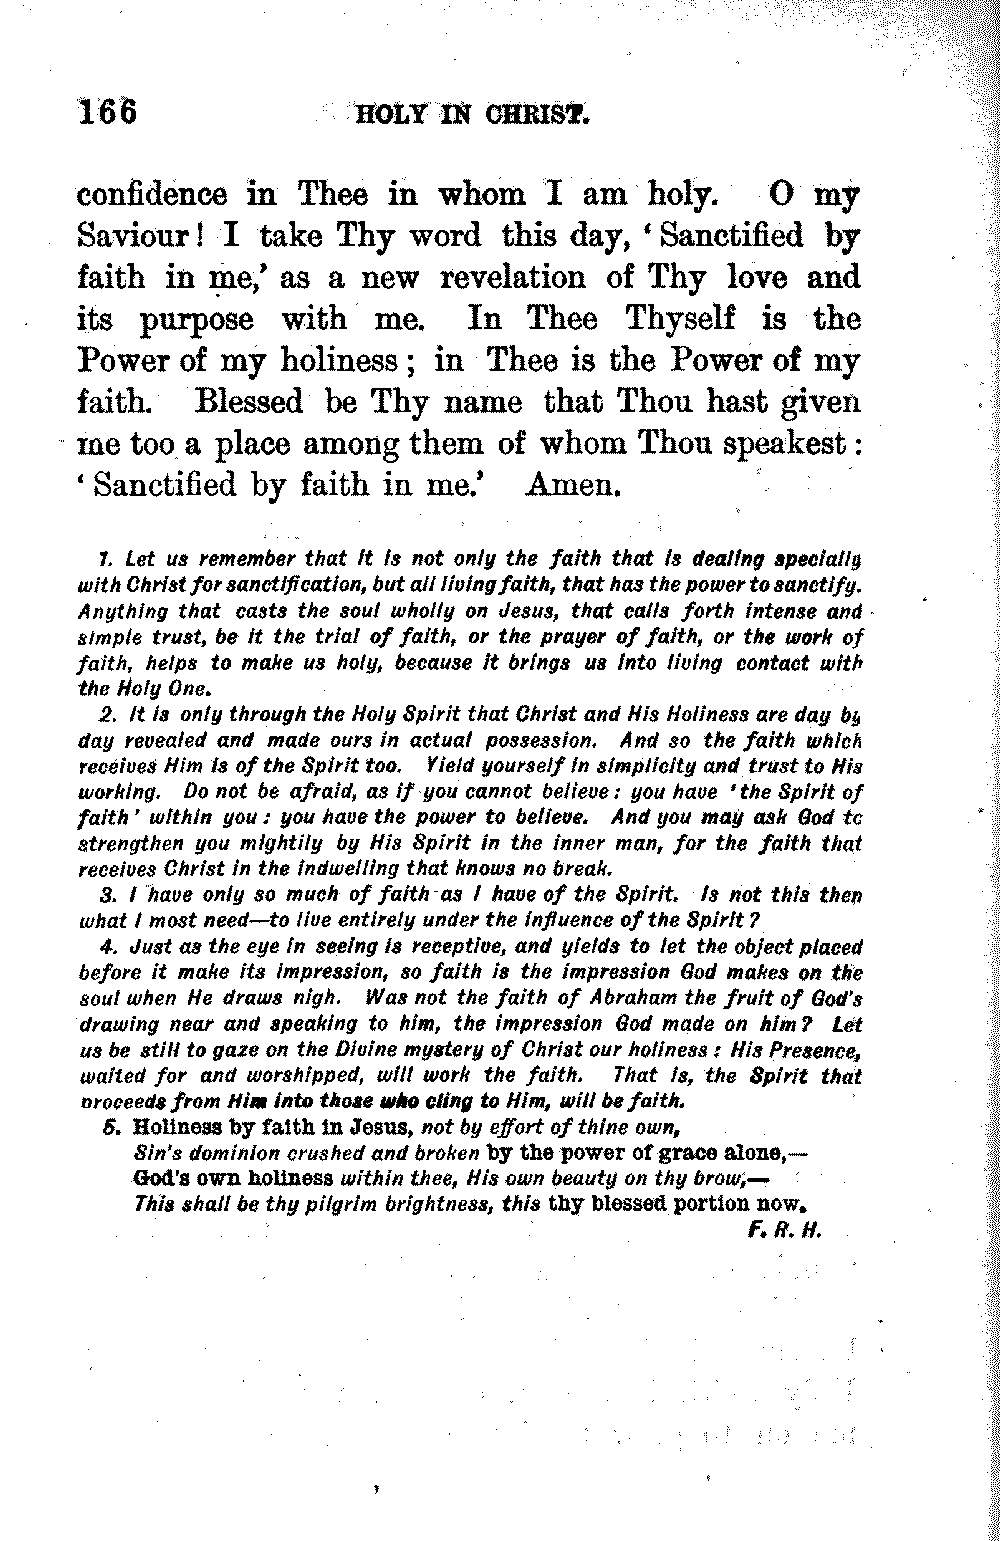 166 HOLY IN CHRIST.
confidence in Thee in whom I am holy. O my
Saviour! I take Thy word this day, ‘Sanctified by
faith in me,’ as a new revelation of Thy love and
its purpose with me. In Thee Thyself is the
Power of my holiness; in Thee is the Power of my
faith. Blessed be Thy name that Thou hast given
me too a place among them of whom Thou speakest:
‘Sanctified by faith in me.’ Amen.
1. Let us remember that it is not only the faith that is dealing specially
with Christ for sanctification, but all living faith, that has the power to sanctify.
Anything that casts the soul wholly on Jesus, that calls forth intense and
simple trust, be it the trial of faith, or the prayer of faith, or the work of
faith, helps to make us holy, because it brings us into living contact with
the Holy One.
2. It is only through the Holy Spirit that Christ and His Holiness are day by
day revealed and made ours in actual possession. And so the faith which
receives Him is of the Spirit too. Yield yourself in simplicity and trust to His
working. Do not be afraid, as if you cannot believe: you have ‘the Spirit of
faith’ within you: you have the power to believe. And you may ask God to
strengthen you mightily by His Spirit in the inner man, for the faith that
receives Christ in the indwelling that knows no break.
3. I have only so much of faith as I have of the Spirit. Is not this then
what I most need—to live entirely under the influence of the Spirit?
4. Just as the eye in seeing is receptive, and yields to let the object placed
before it make its impression, so faith is the impression God makes on the
soul when He draws nigh. Was not the faith of Abraham the fruit of God's
drawing near and speaking to him, the impression God made on him? Let
us be still to gaze on the Divine mystery of Christ our holiness: His Presence,
waited for and worshipped, will work the faith. That is, the Spirit that
proceeds from Him into those who cling to Him, will be faith.
5. Holiness by faith in Jesus, not by effort of thine own,
Sin's dominion crushed and broken by the power of grace alone,—
God's own holiness within thee, His own beauty on thy brow,—
This shall be thy pilgrim brightness, this thy blessed portion now.
F. R. H.